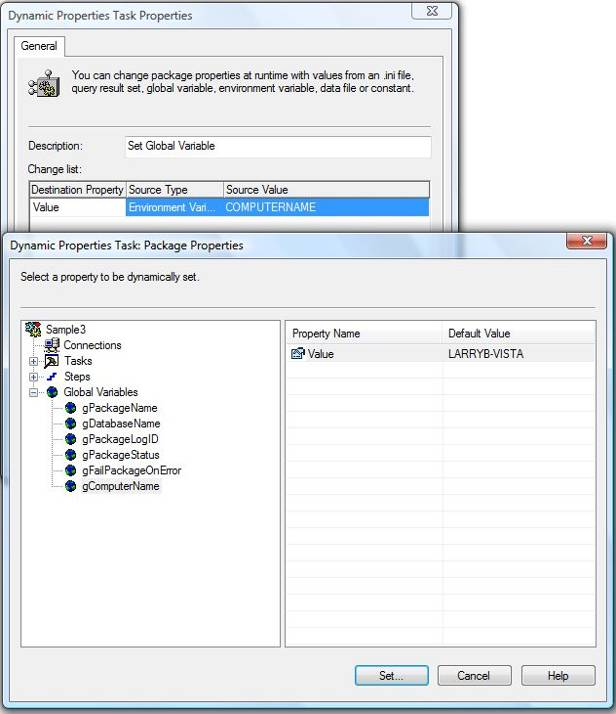 Dynamic Properties Task Properties
General
You can change package properties at runtime with values from an .ini file,
query result set, global variable, environment variable, data file or constant.
Description: Set Global Variable
Change list:
Destination Property Source Type Source Value
Value Environment Vari... COMPUTERNAME
Dynamic Properties Task: Package Properties
Select a property to be dynamically set.
Sample3
Connections
Tasks
Steps
Global Variables
gPackageName
gDatabaseName
gPackageLogID
gPackageStatus
gFailPackageOnError
gComputerName
Property Name Default Value
Value LARRYB-VISTA
Set... Cancel Help